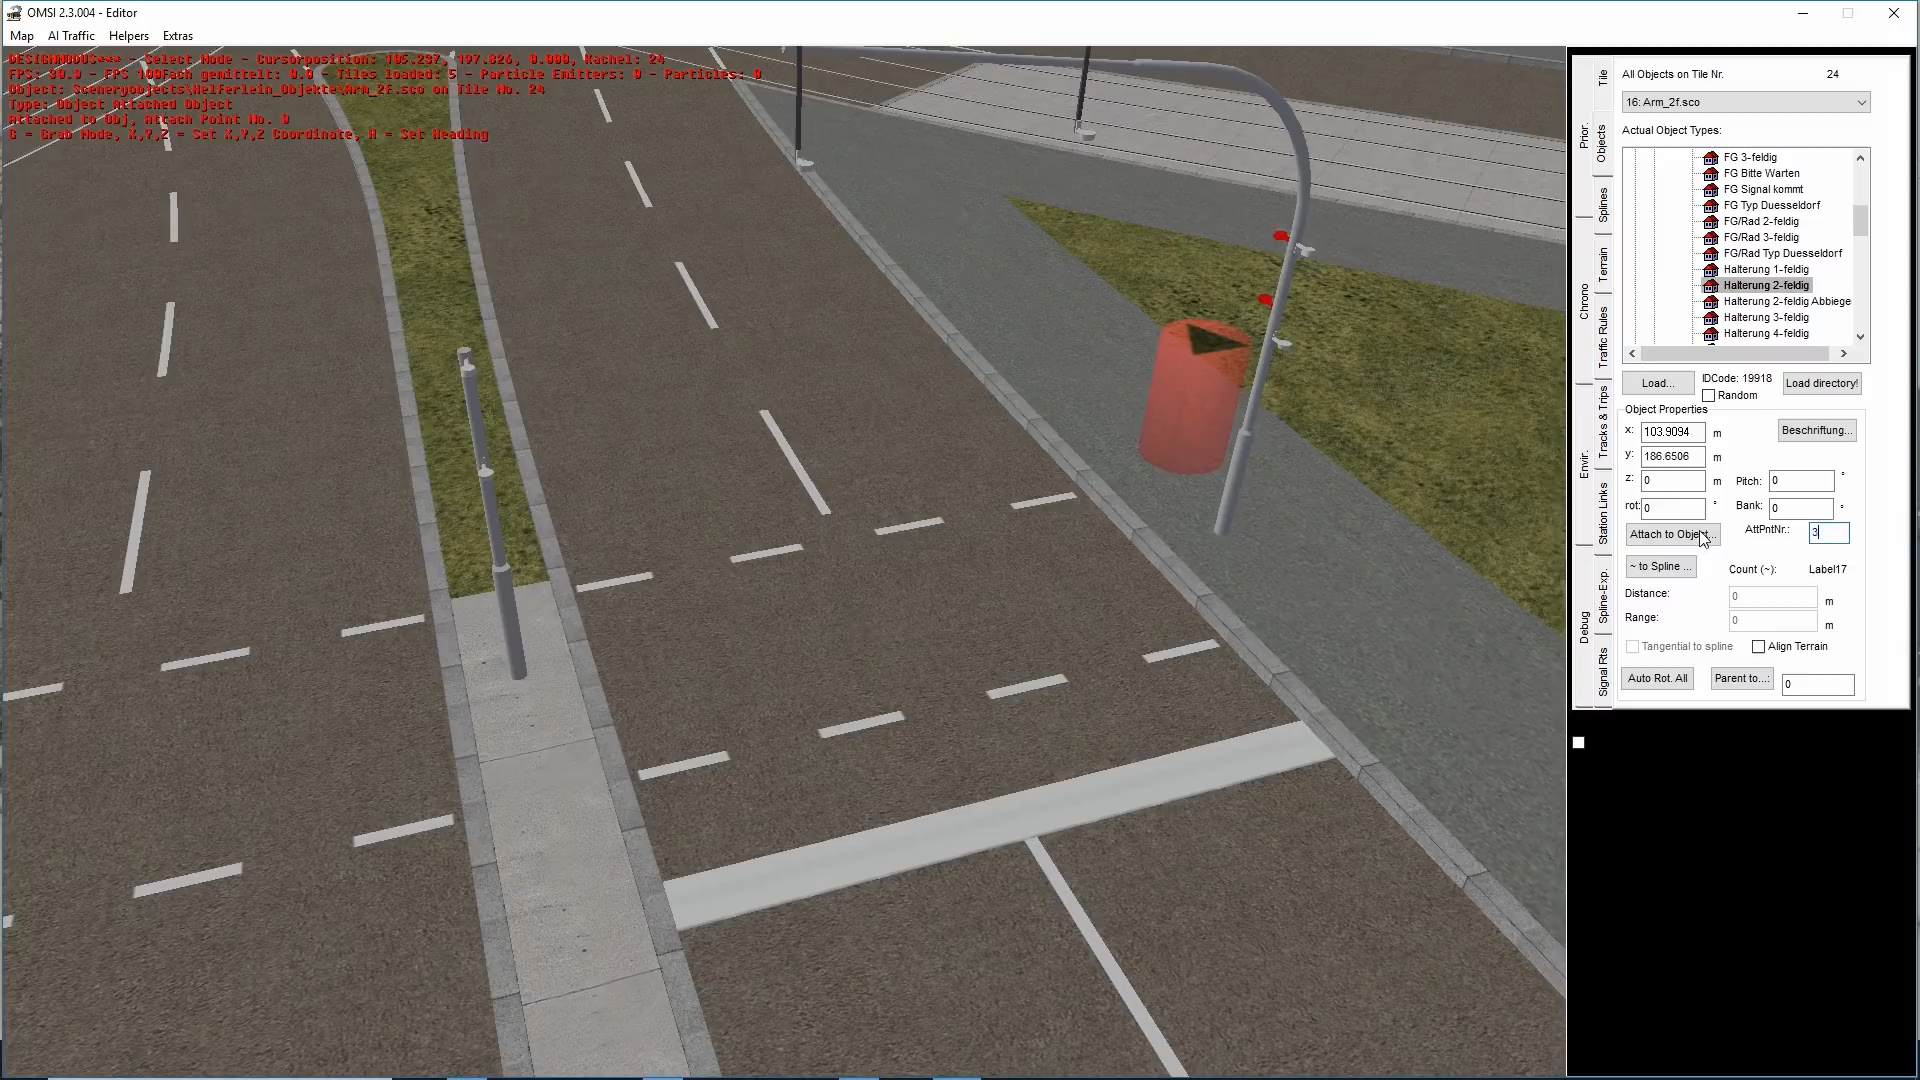 OMSI 2.3.004 - Editor
Map AI Traffic Helpers Extras
DESIGNMODUS*** - Select Mode - Cursorposition: 105.237, 197.826, 0.000, Kachel: 24
FPS: 30.0 - FPS 100Fach gemittelt: 0.0 - Tiles loaded: 5 - Particle Emitters: 0 - Particles: 0
Object: Sceneryobjects\Helferlein_Objekte\Arm_2F.sco on Tile No. 24
Type: Object Attached Object
Attached to Obj, Attach Point No. 0
G = Grab Mode, X,Y,Z = Set X,Y,Z Coordinate, H = Set Heading
Tile
Objects
Splines
Terrain
Traffic Rules
Tracks & Trips
Station Links
Spline-Exp.
Signal Rts
Prior.
Chrono
Envir.
Debug
All Objects on Tile Nr. 24
16: Arm_2f.sco
Actual Object Types:
FG 3-feldig
FG Bitte Warten
FG Signal kommt
FG Typ Duesseldorf
FG/Rad 2-feldig
FG/Rad 3-feldig
FG/Rad Typ Duesseldorf
Halterung 1-feldig
Halterung 2-feldig
Halterung 2-feldig Abbiege
Halterung 3-feldig
Halterung 4-feldig
Load... IDCode: 19918 Load directory!
Random
Object Properties
x: 103.9094 m Beschriftung...
y: 186.6506 m
z: 0 m Pitch: 0 °
rot: 0 ° Bank: 0 °
Attach to Object... AttPntNr.: 3
~ to Spline ... Count (~): Label17
Distance: 0 m
Range: 0 m
Tangential to spline Align Terrain
Auto Rot. All Parent to...: 0